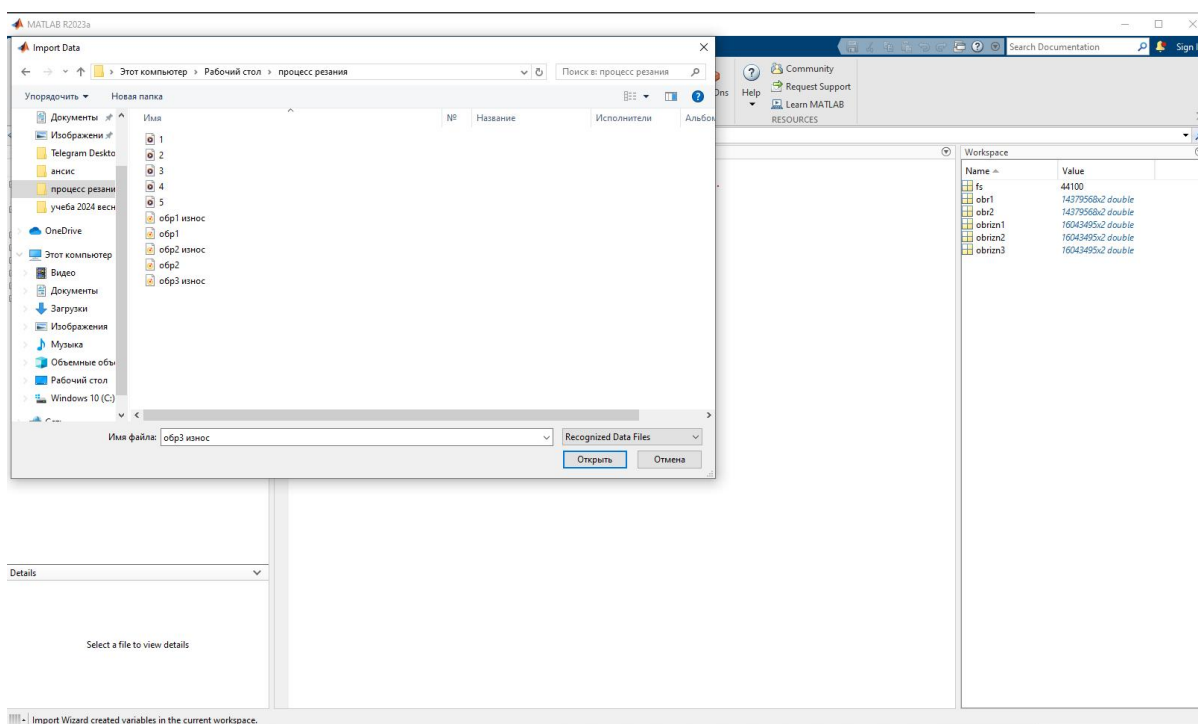 MATLAB R2023a
Import Data
Search Documentation
Sign I
Этот компьютер › Рабочий стол › процесс резания
Поиск в: процесс резания
Упорядочить
Новая папка
Ons
Help
Community
Request Support
Learn MATLAB
RESOURCES
Документы
Изображени
Telegram Deskto
ансис
процесс резани
учеба 2024 весн
OneDrive
Этот компьютер
Видео
Документы
Загрузки
Изображения
Музыка
Объемные объ
Рабочий стол
Windows 10 (C:)
Имя
№
Название
Исполнители
Альбом
1
2
3
4
5
обр1 износ
обр1
обр2 износ
обр2
обр3 износ
Имя файла: обр3 износ
Recognized Data Files
Открыть
Отмена
Workspace
Name Value
fs 44100
obr1 14379568x2 double
obr2 14379568x2 double
obrizn1 16043495x2 double
obrizn2 16043495x2 double
obrizn3 16043495x2 double
Details
Select a file to view details
Import Wizard created variables in the current workspace.